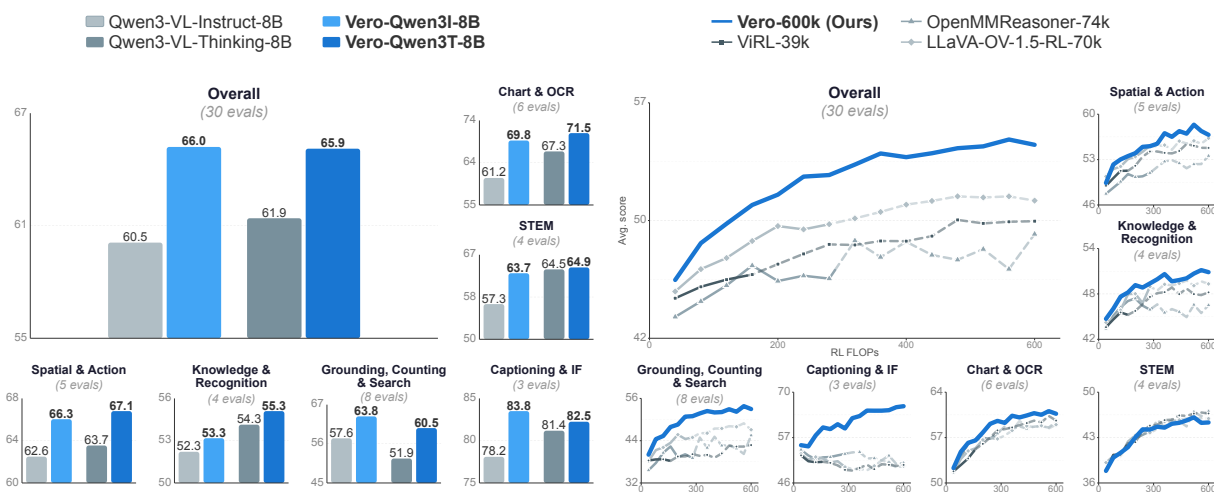 Qwen3-VL-Instruct-8B
Vero-Qwen3I-8B
Qwen3-VL-Thinking-8B
Vero-Qwen3T-8B
Vero-600k (Ours)
OpenMMReasoner-74k
ViRL-39k
LLaVA-OV-1.5-RL-70k
Overall
(30 evals)
67
61
55
60.5
66.0
61.9
65.9
Chart & OCR
(6 evals)
74
64
55
61.2
69.8
67.3
71.5
STEM
(4 evals)
67
58
50
57.3
63.7
64.5
64.9
Spatial & Action
(5 evals)
68
64
60
62.6
66.3
63.7
67.1
Knowledge &
Recognition
(4 evals)
56
53
50
52.3
53.3
54.3
55.3
Grounding, Counting
& Search
(8 evals)
67
56
45
57.6
63.8
51.9
60.5
Captioning & IF
(3 evals)
85
80
75
78.2
83.8
81.4
82.5
Overall
(30 evals)
57
50
42
Avg. score
0
200
400
600
RL FLOPs
Spatial & Action
(5 evals)
60
53
46
0
300
600
Knowledge &
Recognition
(4 evals)
54
48
42
0
300
600
Grounding, Counting
& Search
(8 evals)
56
44
32
0
300
600
Captioning & IF
(3 evals)
70
57
46
0
300
600
Chart & OCR
(6 evals)
64
57
50
0
300
600
STEM
(4 evals)
50
43
36
0
300
600